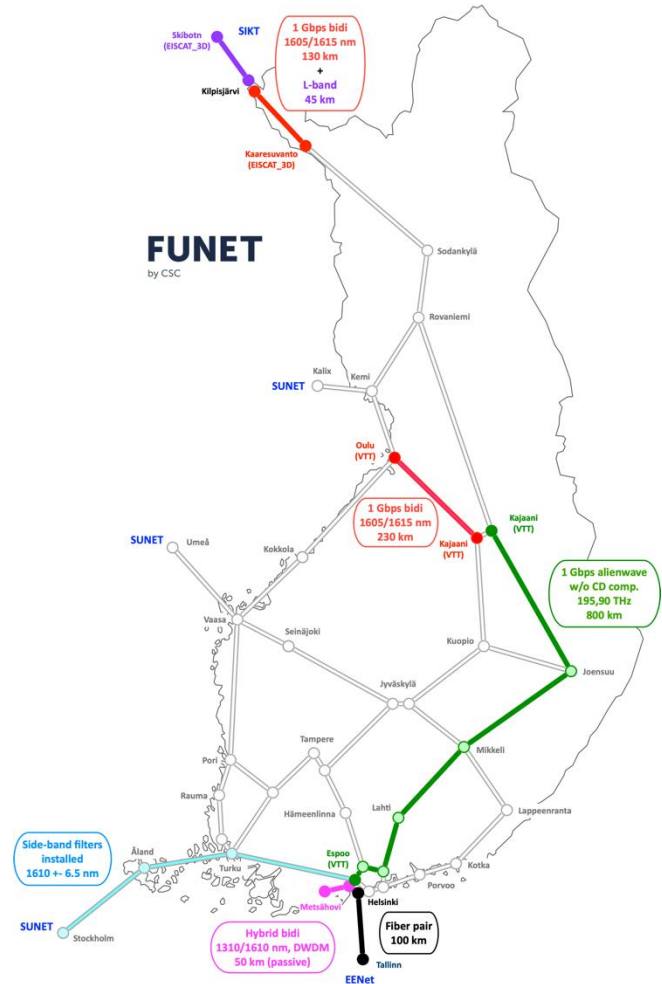 Skibotn
(EISCAT_3D)
SIKT
1 Gbps bidi
1605/1615 nm
130 km
+
L-band
45 km
Kilpisjärvi
Kaaresuvanto
(EISCAT_3D)
FUNET
by CSC
Sodankylä
Rovaniemi
Kalix
Kemi
SUNET
Oulu
(VTT)
1 Gbps bidi
1605/1615 nm
230 km
Kajaani
(VTT)
Kajaani
(VTT)
SUNET
Umeå
Kokkola
1 Gbps alienwave
w/o CD comp.
195,90 THz
800 km
Vaasa
Seinäjoki
Kuopio
Joensuu
Jyväskylä
Tampere
Mikkeli
Pori
Rauma
Hämeenlinna
Lahti
Lappeenranta
Side-band filters
installed
1610 +- 6.5 nm
Åland
Turku
Espoo
(VTT)
Kotka
Porvoo
Helsinki
Metsähovi
SUNET
Stockholm
Hybrid bidi
1310/1610 nm, DWDM
50 km (passive)
Fiber pair
100 km
Tallinn
EENet